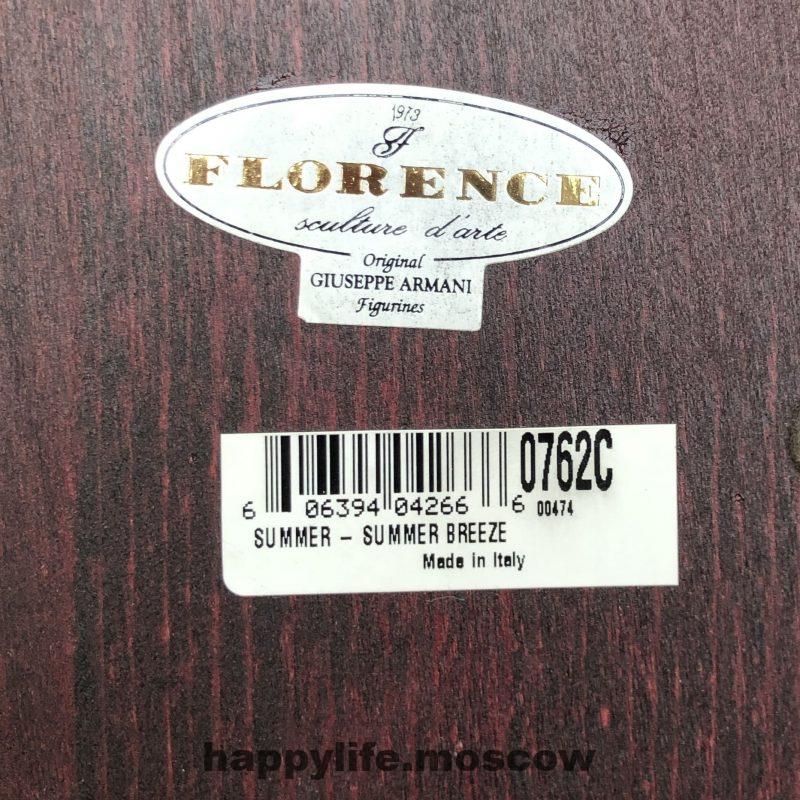 1973
FLORENCE
sculture d'arte
Original
GIUSEPPE ARMANI
Figurines
0762C
6 06394 04266 6 00474
SUMMER – SUMMER BREEZE
Made in Italy
happylife.moscow